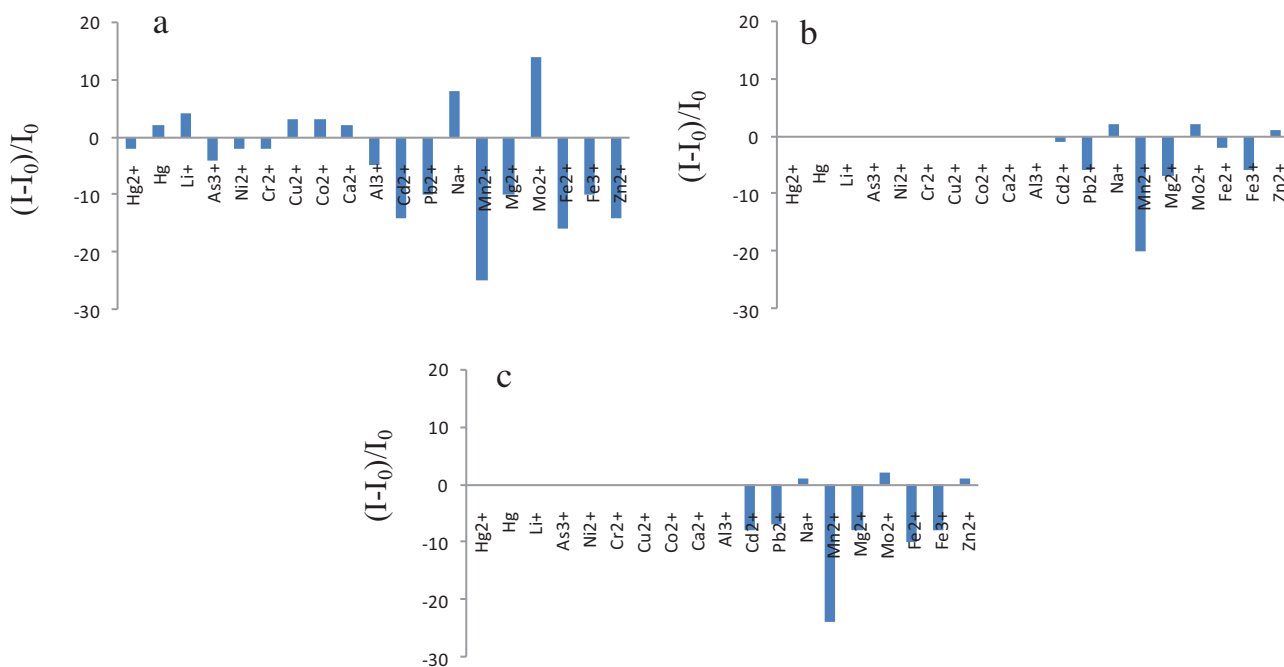 a
(I-I0)/I0
20
10
0
-10
-20
-30
Hg2+
Hg
Li+
As3+
Ni2+
Cr2+
Cu2+
Co2+
Ca2+
Al3+
Cd2+
Pb2+
Na+
Mn2+
Mg2+
Mo2+
Fe2+
Fe3+
Zn2+
b
(I-I0)/I0
20
10
0
-10
-20
-30
Hg2+
Hg
Li+
As3+
Ni2+
Cr2+
Cu2+
Co2+
Ca2+
Al3+
Cd2+
Pb2+
Na+
Mn2+
Mg2+
Mo2+
Fe2+
Fe3+
Zn2+
c
(I-I0)/I0
20
10
0
-10
-20
-30
Hg2+
Hg
Li+
As3+
Ni2+
Cr2+
Cu2+
Co2+
Ca2+
Al3+
Cd2+
Pb2+
Na+
Mn2+
Mg2+
Mo2+
Fe2+
Fe3+
Zn2+